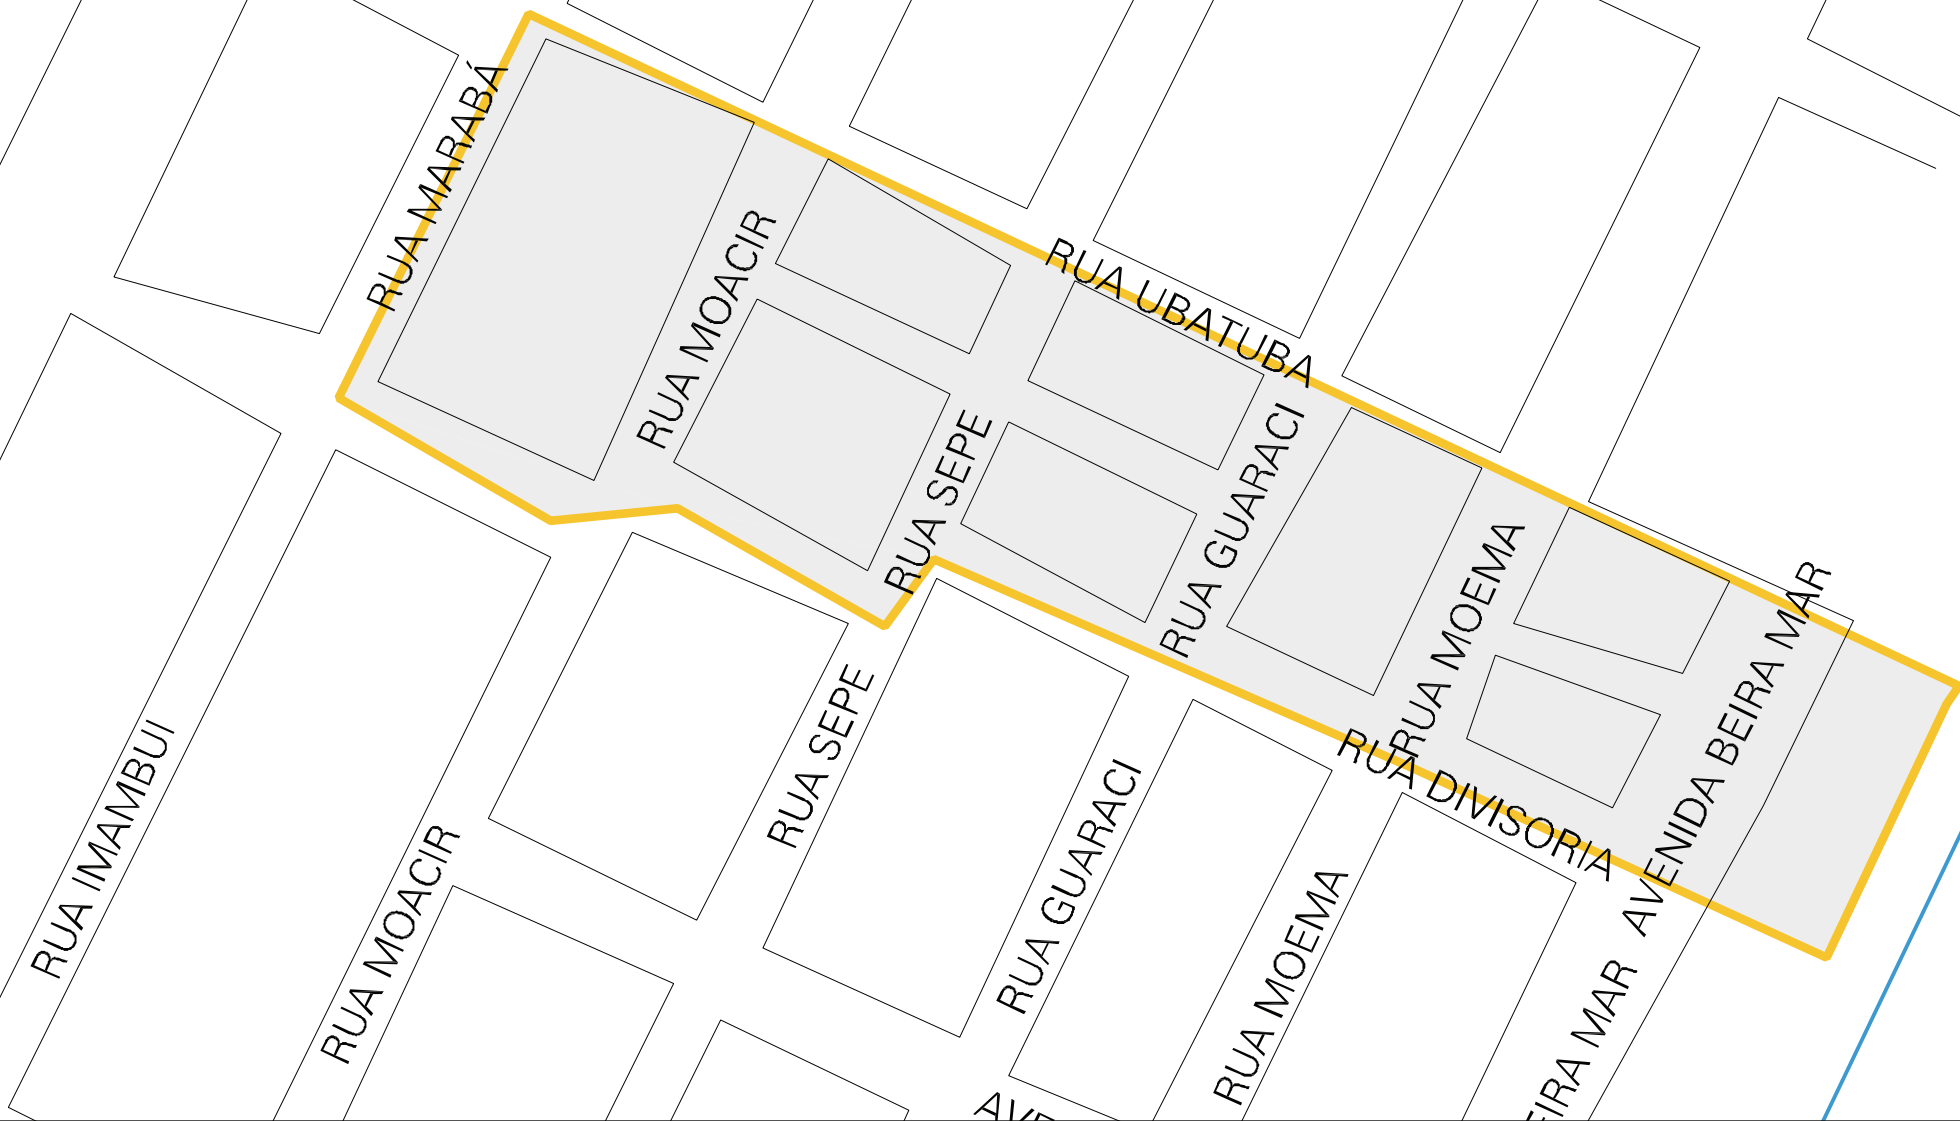 RUA MARABÁ
RUA MOACIR
RUA UBATUBA
RUA SEPE
RUA GUARACI
RUA MOEMA
AVENIDA BEIRA MAR
RUA DIVISORIA
RUA IMAMBUI
RUA MOACIR
RUA SEPE
RUA GUARACI
RUA MOEMA
EIRA MAR
AVE